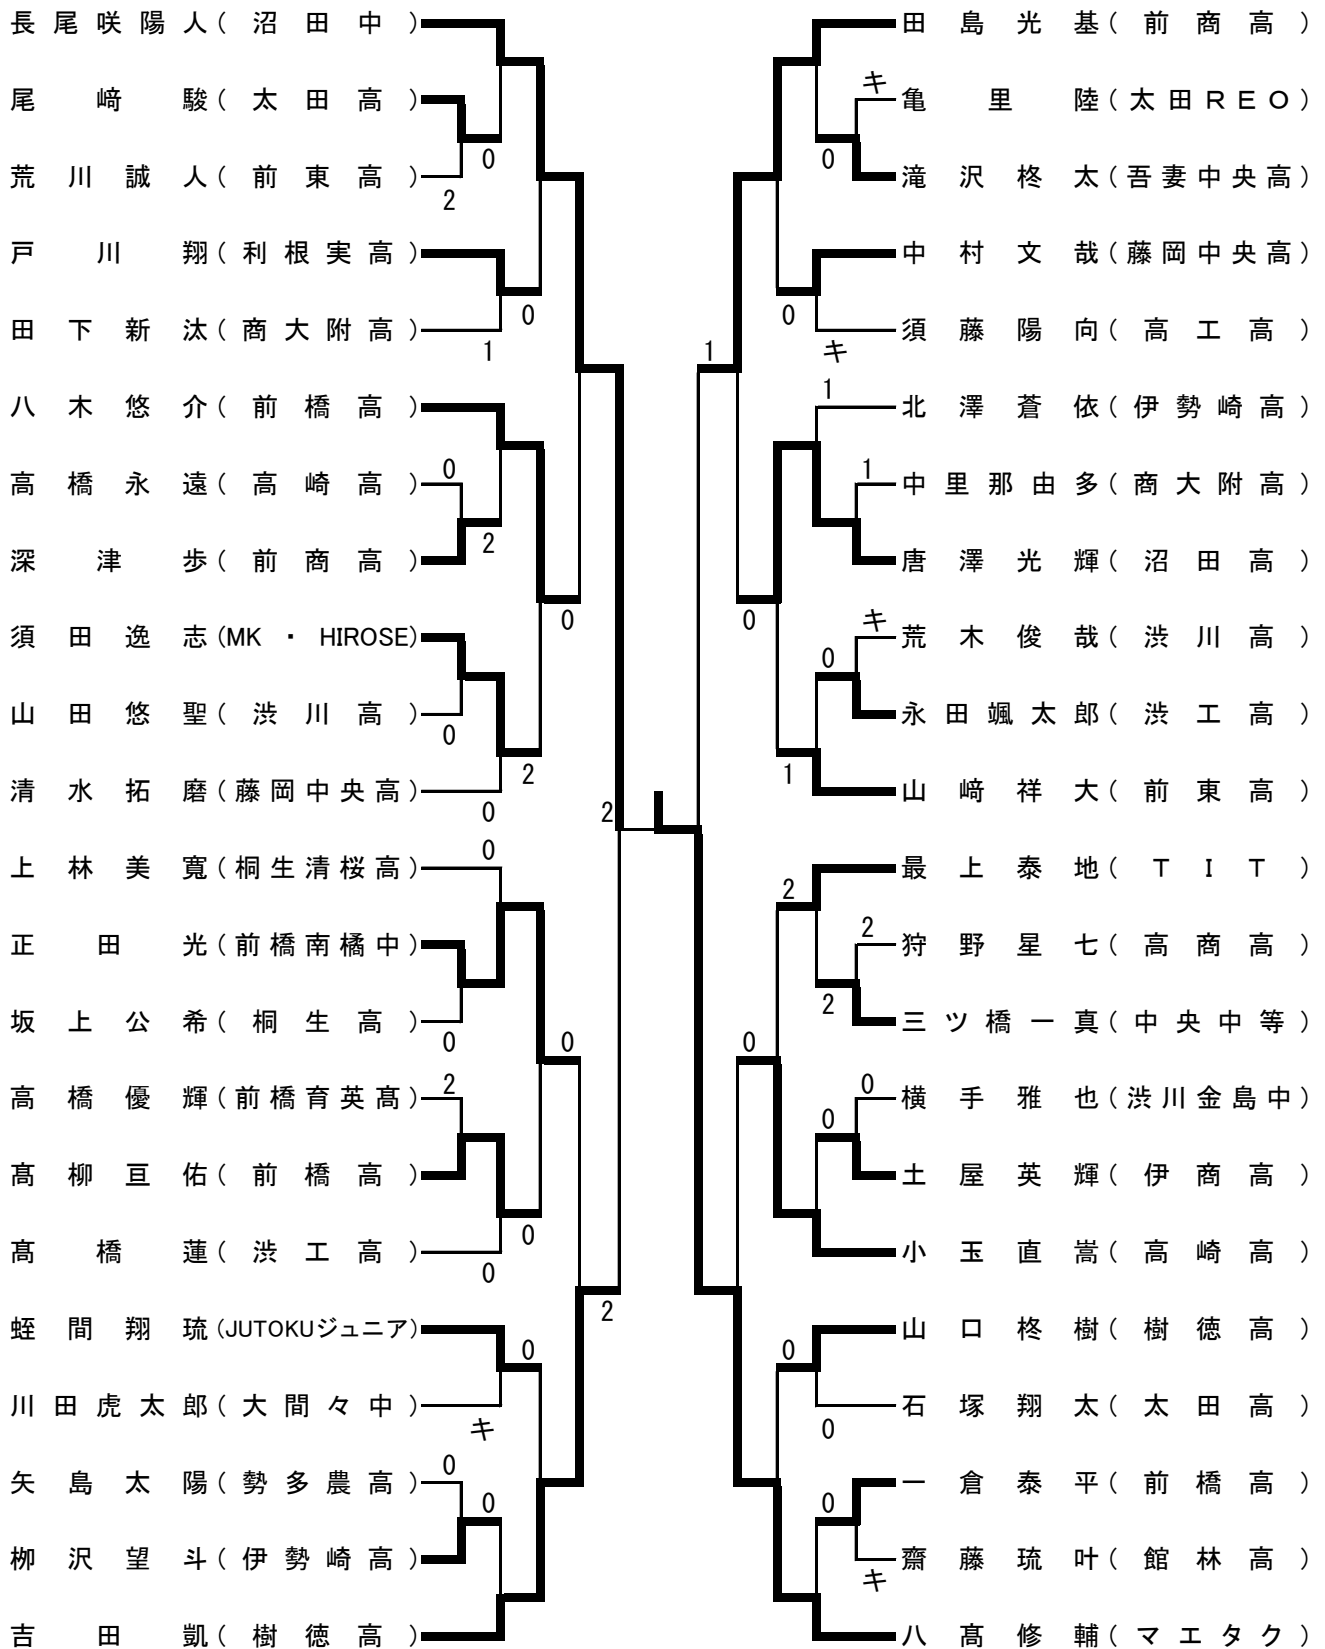 長尾咲陽人(沼田中)
尾﨑駿(太田高)
0
荒川誠人(前東高)
2
戸川翔(利根実高)
0
田下新汰(商大附高)
1
八木悠介(前橋高)
高橋永遠(高崎高)
0
2
深津歩(前商高)
0
須田逸志(MK・HIROSE)
山田悠聖(渋川高)
0
2
清水拓磨(藤岡中央高)
0
2
上林美寛(桐生清桜高)
0
正田光(前橋南橘中)
坂上公希(桐生高)
0
0
高橋優輝(前橋育英高)
2
髙柳亘佑(前橋高)
0
髙橋蓮(渋工高)
0
2
蛭間翔琉(JUTOKUジュニア)
0
川田虎太郎(大間々中)
キ
矢島太陽(勢多農高)
0
0
栁沢望斗(伊勢崎高)
吉田凱(樹徳高)
田島光基(前商高)
キ
亀里陸(太田REO)
0
滝沢柊太(吾妻中央高)
中村文哉(藤岡中央高)
0
須藤陽向(高工高)
キ
1
1
北澤蒼依(伊勢崎高)
1
中里那由多(商大附高)
唐澤光輝(沼田高)
0
キ
荒木俊哉(渋川高)
0
永田颯太郎(渋工高)
1
山﨑祥大(前東高)
2
最上泰地(TIT)
2
狩野星七(高商高)
2
三ツ橋一真(中央中等)
0
0
横手雅也(渋川金島中)
0
土屋英輝(伊商高)
小玉直嵩(高崎高)
0
山口柊樹(樹徳高)
0
石塚翔太(太田高)
0
一倉泰平(前橋高)
キ
齋藤琉叶(館林高)
八髙修輔(マエタク)